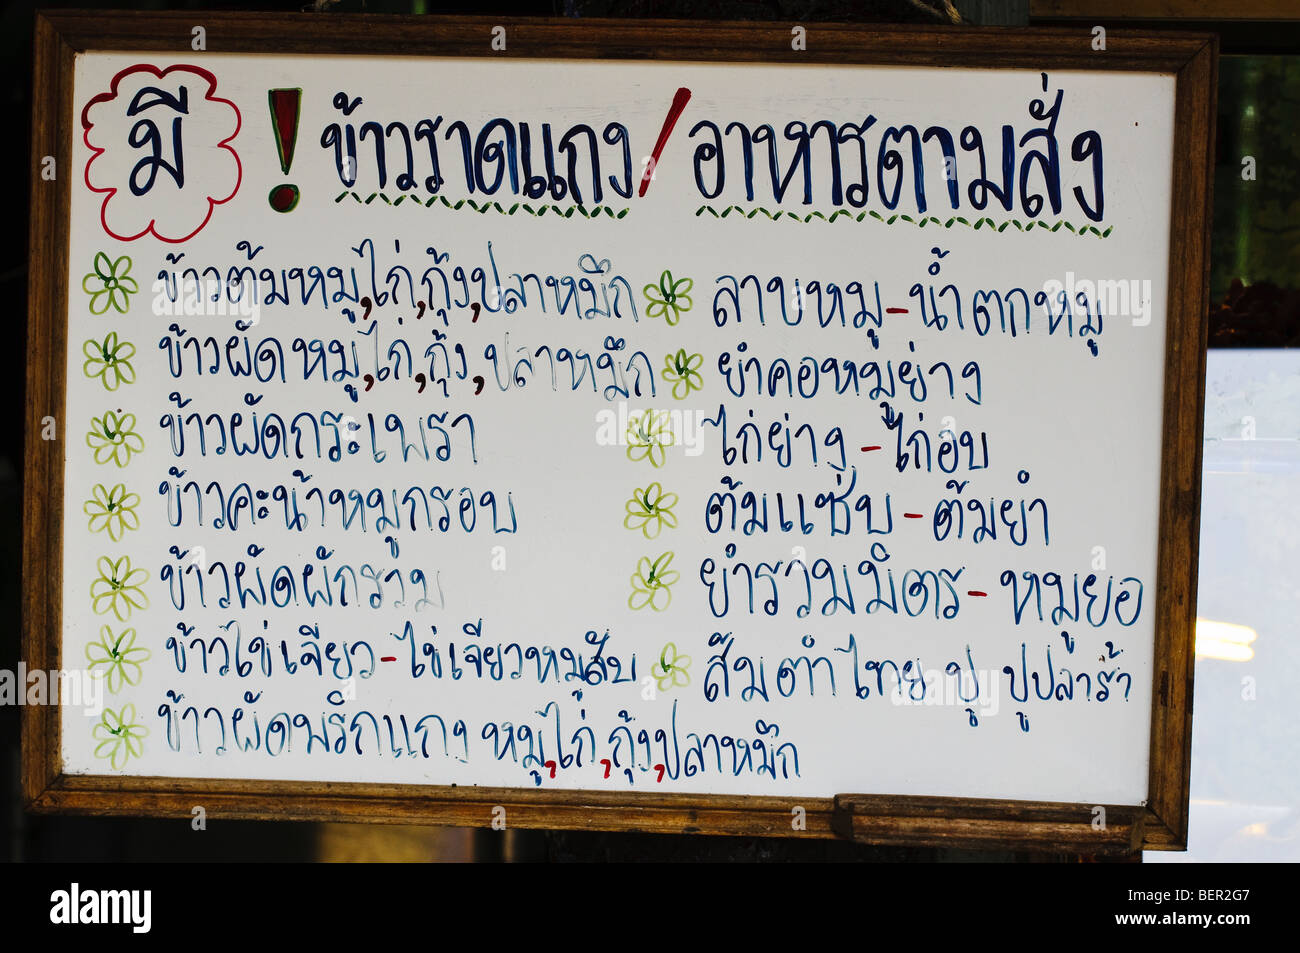 มี ! ข้าวราดแกง/อาหารตามสั่ง
ข้าวต้มหมู,ไก่,กุ้ง,ปลาหมึก
ข้าวผัดหมู,ไก่,กุ้ง,ปลาหมึก
ข้าวผัดกระเพรา
ข้าวคะน้าหมูกรอบ
ข้าวผัดผักรวม
ข้าวไข่เจียว-ไข่เจียวหมูสับ
ข้าวผัดพริกแกง หมู,ไก่,กุ้ง,ปลาหมึก
ลาบหมู-น้ำตกหมู
ยำคอหมูย่าง
ไก่ย่าง-ไก่อบ
ต้มแซ่บ-ต้มยำ
ยำรวมมิตร-หมูยอ
ส้มตำไทย ปู ปูปลาร้า
alamy
Image ID: BER2G7
www.alamy.com